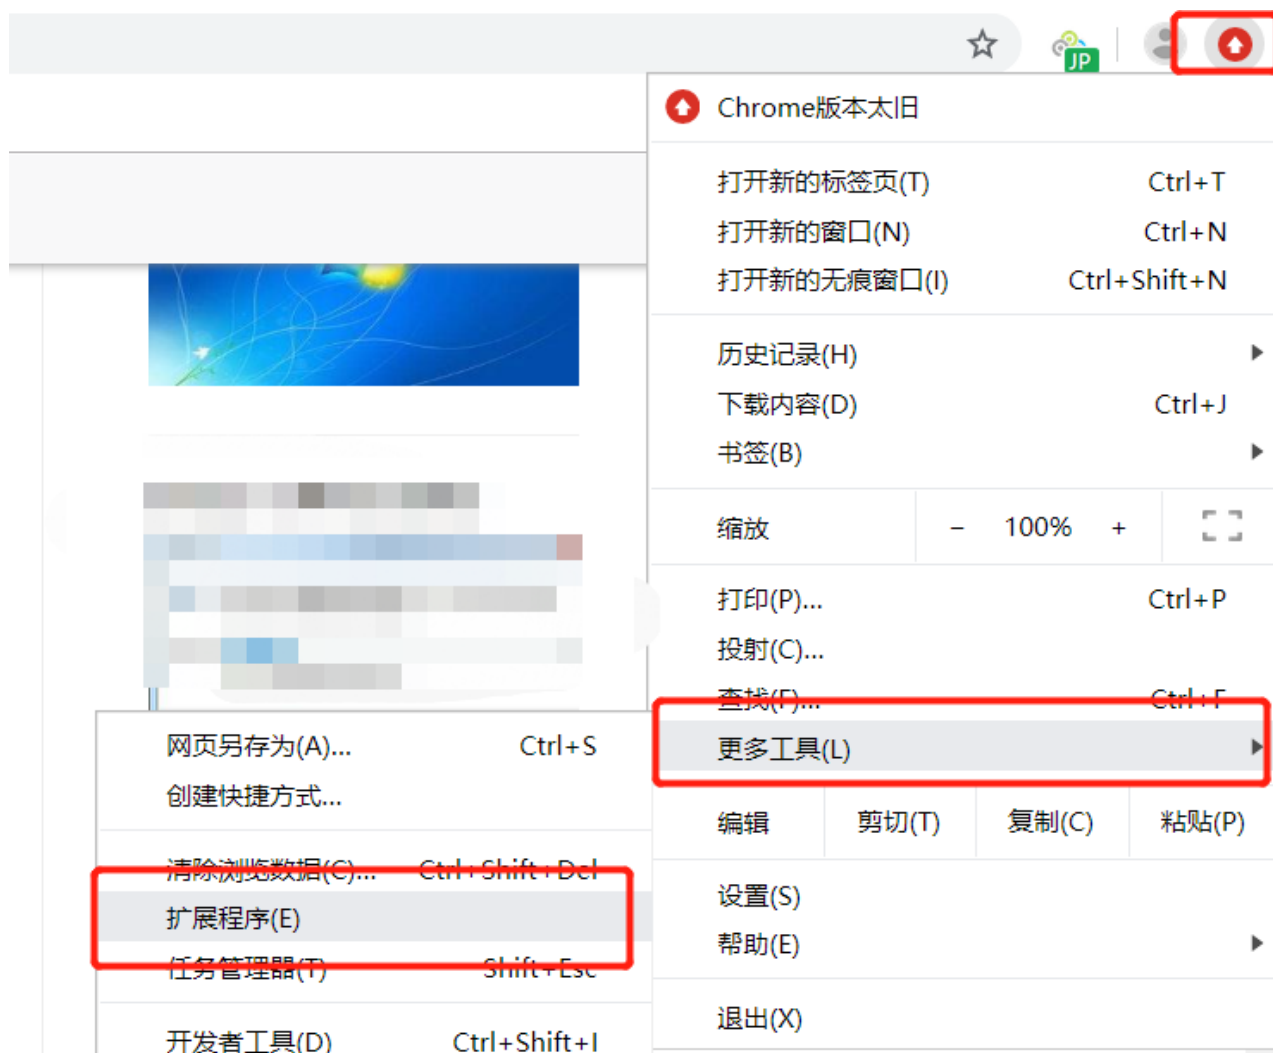 JP
Chrome版本太旧
打开新的标签页(T) Ctrl+T
打开新的窗口(N) Ctrl+N
打开新的无痕窗口(I) Ctrl+Shift+N
历史记录(H)
下载内容(D) Ctrl+J
书签(B)
缩放 − 100% +
打印(P)... Ctrl+P
投射(C)...
查找(F)... Ctrl+F
更多工具(L)
编辑 剪切(T) 复制(C) 粘贴(P)
设置(S)
帮助(E)
退出(X)
网页另存为(A)... Ctrl+S
创建快捷方式...
清除浏览数据(C)... Ctrl+Shift+Del
扩展程序(E)
任务管理器(T) Shift+Esc
开发者工具(D) Ctrl+Shift+I